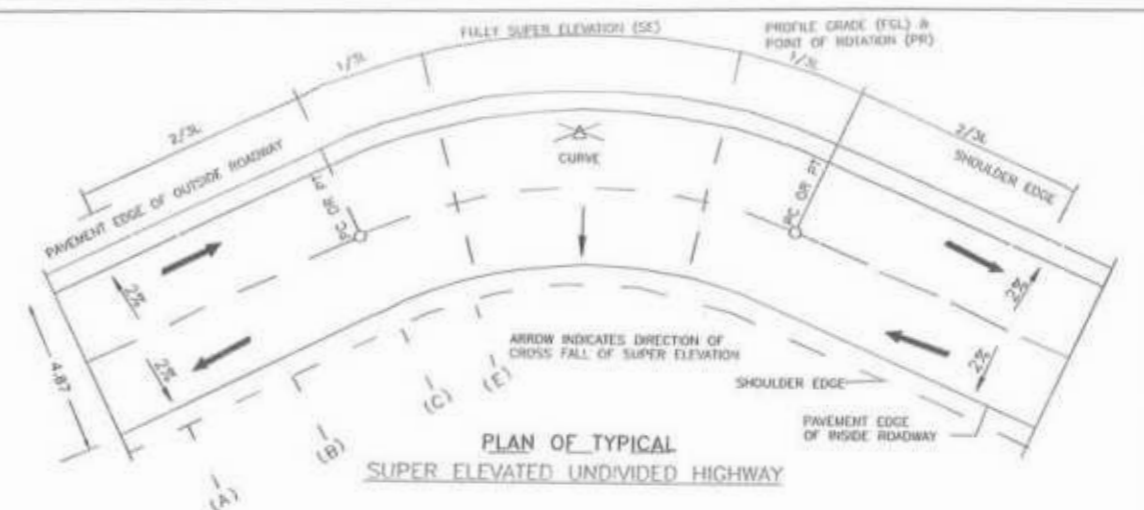 FULLY SUPER ELEVATION (SE)
PROFILE GRADE (FGL) &
POINT OF ROTATION (PR)
1/3L
1/3L
2/3L
2/3L
SHOULDER EDGE
PAVEMENT EDGE OF OUTSIDE ROADWAY
CURVE
PC OR PT
PC OR PT
2%
2%
2%
2%
4.87
ARROW INDICATES DIRECTION OF
CROSS FALL OF SUPER ELEVATION
SHOULDER EDGE
PAVEMENT EDGE
OF INSIDE ROADWAY
(A)
(B)
(C)
(E)
PLAN OF TYPICAL
SUPER ELEVATED UNDIVIDED HIGHWAY